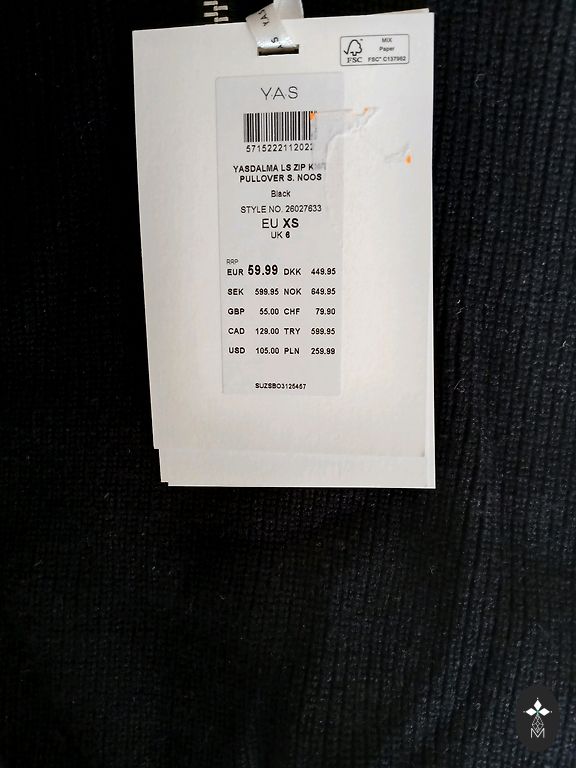 YAS
MIX
Paper
FSC
FSC® C137982
Y.A.S
5715222112022
YASDALMA LS ZIP
PULLOVER S. NOOS
Black
STYLE NO. 26027633
EU XS
UK 6
RRP
EUR 59.99 DKK 449.95
SEK 599.95 NOK 649.95
GBP 55.00 CHF 79.90
CAD 129.00 TRY 599.95
USD 105.00 PLN 259.99
SUZSBO3125457
M